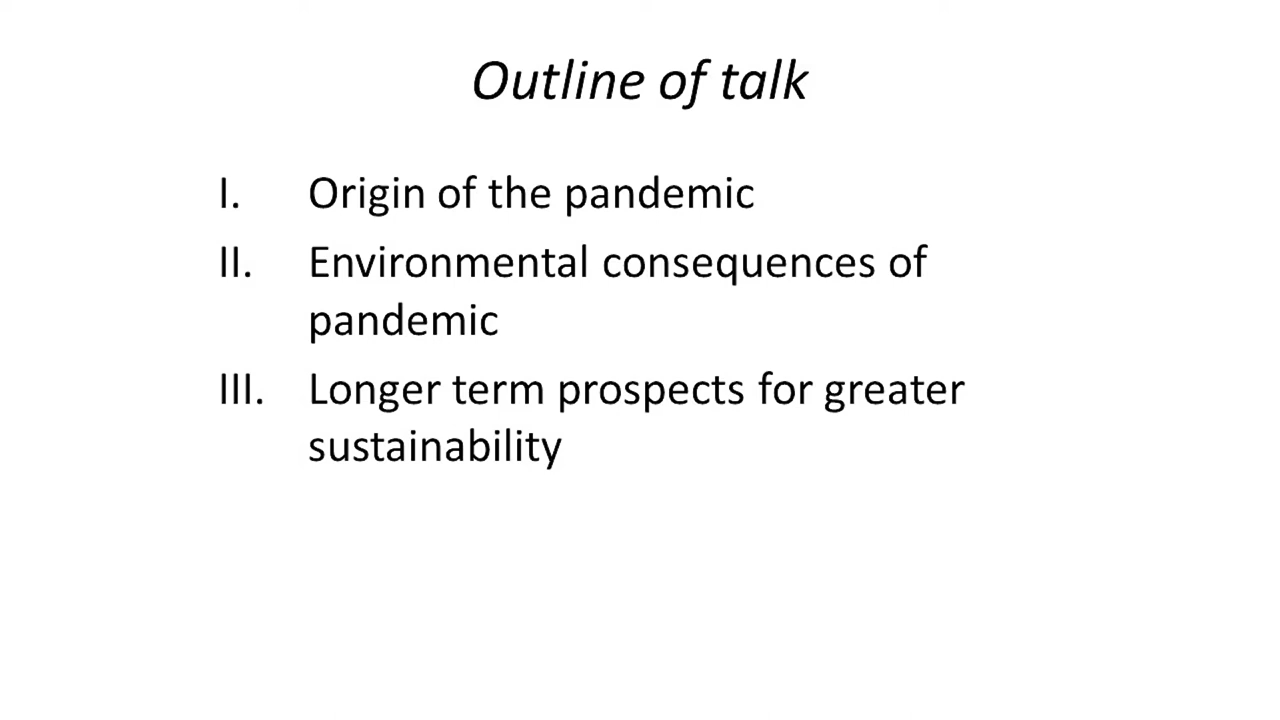 Outline of talk
I. Origin of the pandemic
II. Environmental consequences of
pandemic
III. Longer term prospects for greater
sustainability